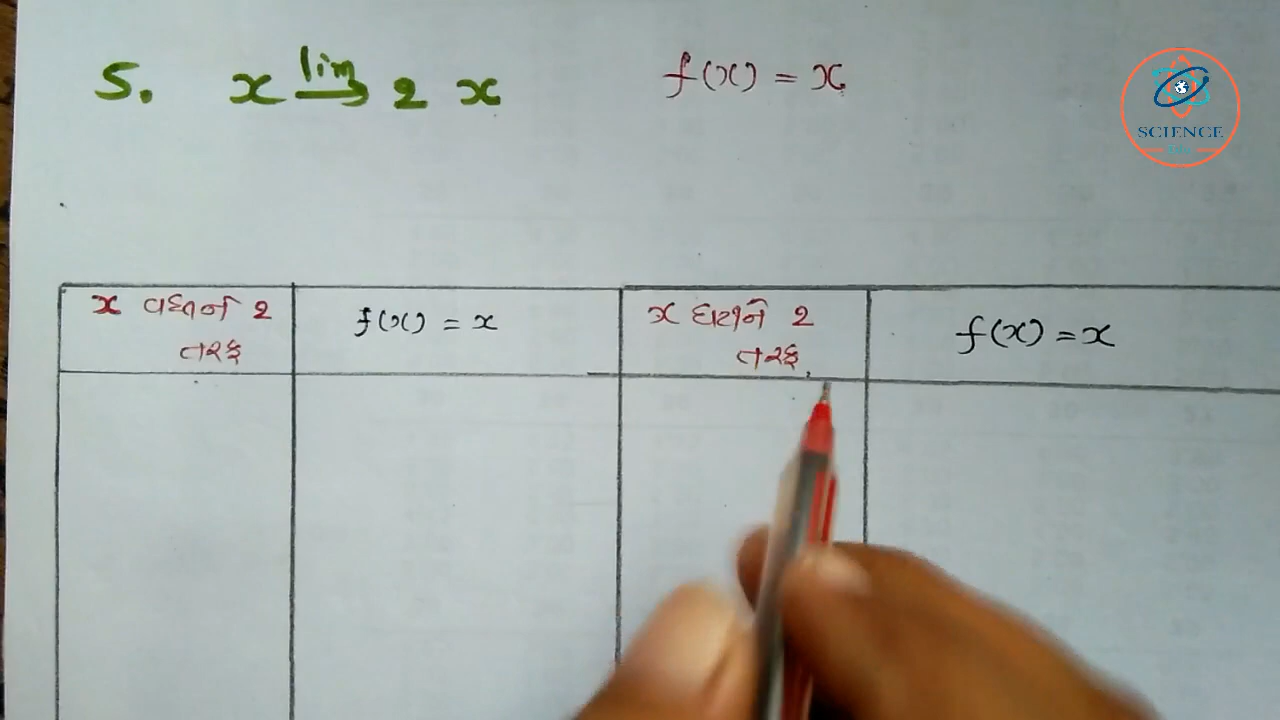 5. x lim→ 2 x
f(x) = x
SCIENCE
x વધીને 2
તરફ
f(x) = x
x ઘટીને 2
તરફ
f(x) = x